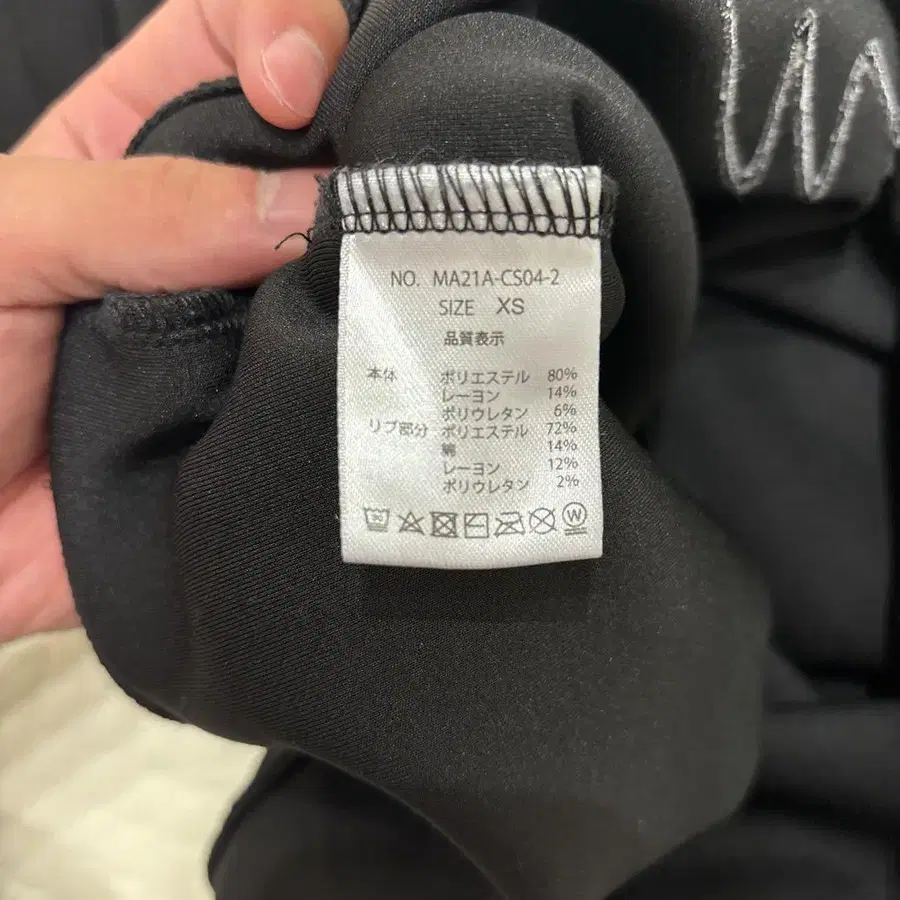 NO. MA21A-CS04-2
SIZE XS
品質表示
本体 ポリエステル 80%
レーヨン 14%
ポリウレタン 6%
リブ部分 ポリエステル 72%
綿 14%
レーヨン 12%
ポリウレタン 2%
W